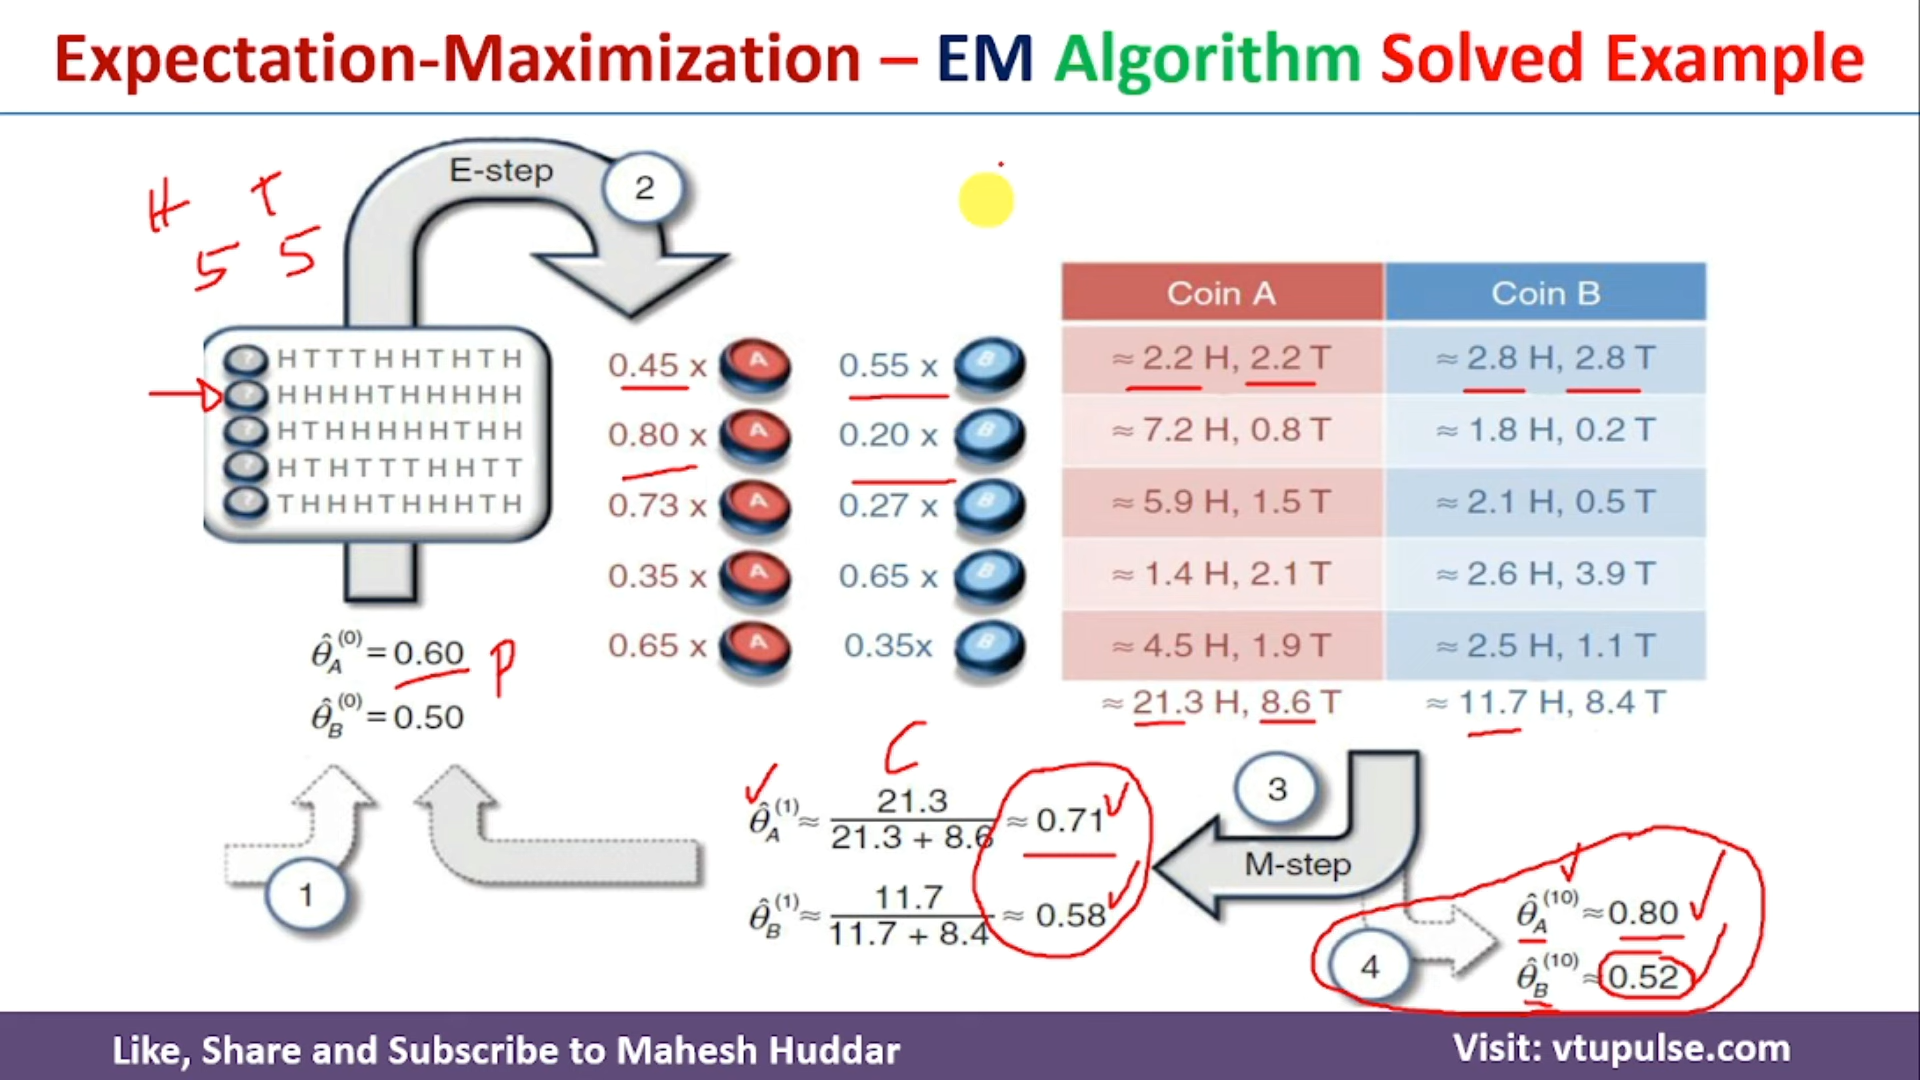 Expectation-Maximization – EM Algorithm Solved Example
H T
5 5
E-step
2
? HTTTHHTHTH
? HHHHTHHHHH
? HTHHHHHTHH
? HTHTTTHHTT
? THHHTHHHTH
0.45 x A 0.55 x B
0.80 x A 0.20 x B
0.73 x A 0.27 x B
0.35 x A 0.65 x B
0.65 x A 0.35x B
Coin A Coin B
≈ 2.2 H, 2.2 T ≈ 2.8 H, 2.8 T
≈ 7.2 H, 0.8 T ≈ 1.8 H, 0.2 T
≈ 5.9 H, 1.5 T ≈ 2.1 H, 0.5 T
≈ 1.4 H, 2.1 T ≈ 2.6 H, 3.9 T
≈ 4.5 H, 1.9 T ≈ 2.5 H, 1.1 T
≈ 21.3 H, 8.6 T ≈ 11.7 H, 8.4 T
θ̂_A^(0) = 0.60 P
θ̂_B^(0) = 0.50
1
C
θ̂_A^(1) ≈ 21.3 / 21.3 + 8.6 ≈ 0.71
θ̂_B^(1) ≈ 11.7 / 11.7 + 8.4 ≈ 0.58
3
M-step
4
θ̂_A^(10) ≈ 0.80
θ̂_B^(10) ≈ 0.52
Like, Share and Subscribe to Mahesh Huddar
Visit: vtupulse.com